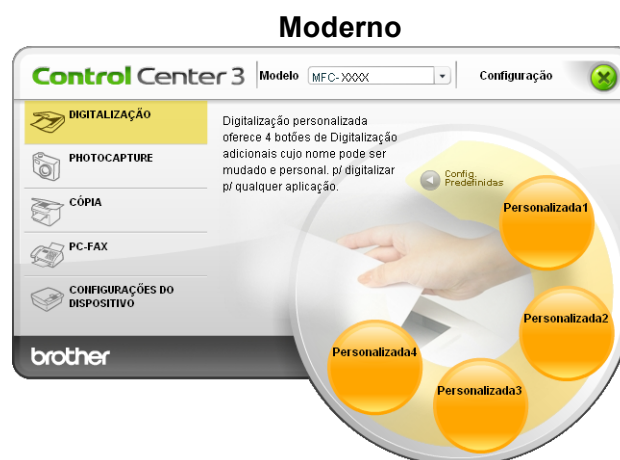 Moderno
Control Center 3 Modelo MFC-XXXX Configuração
DIGITALIZAÇÃO
PHOTOCAPTURE
CÓPIA
PC-FAX
CONFIGURAÇÕES DO
DISPOSITIVO
brother
Digitalização personalizada
oferece 4 botões de Digitalização
adicionais cujo nome pode ser
mudado e personal. p/ digitalizar
p/ qualquer aplicação.
Config.
Predefinidas
Personalizada1
Personalizada2
Personalizada3
Personalizada4